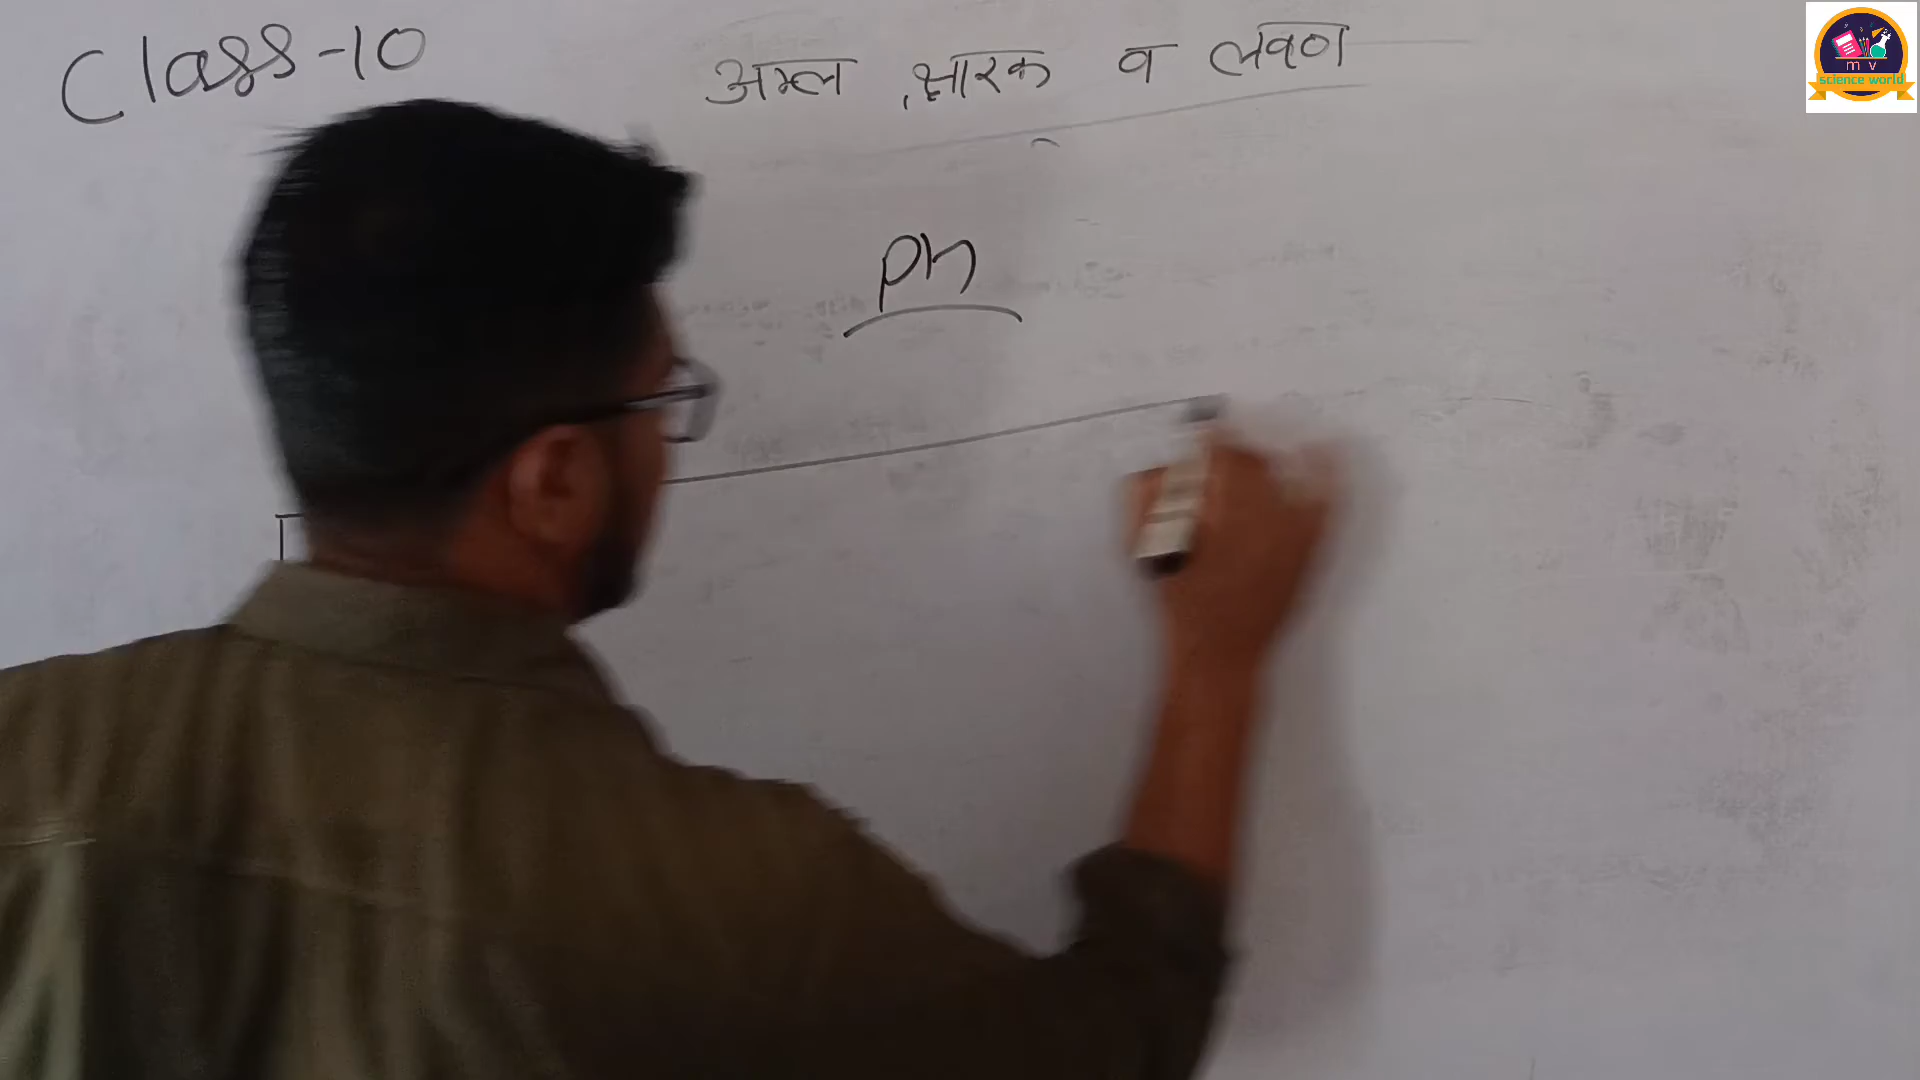 Class-10
अम्ल, क्षारक व लवण
Ph
m v
science world